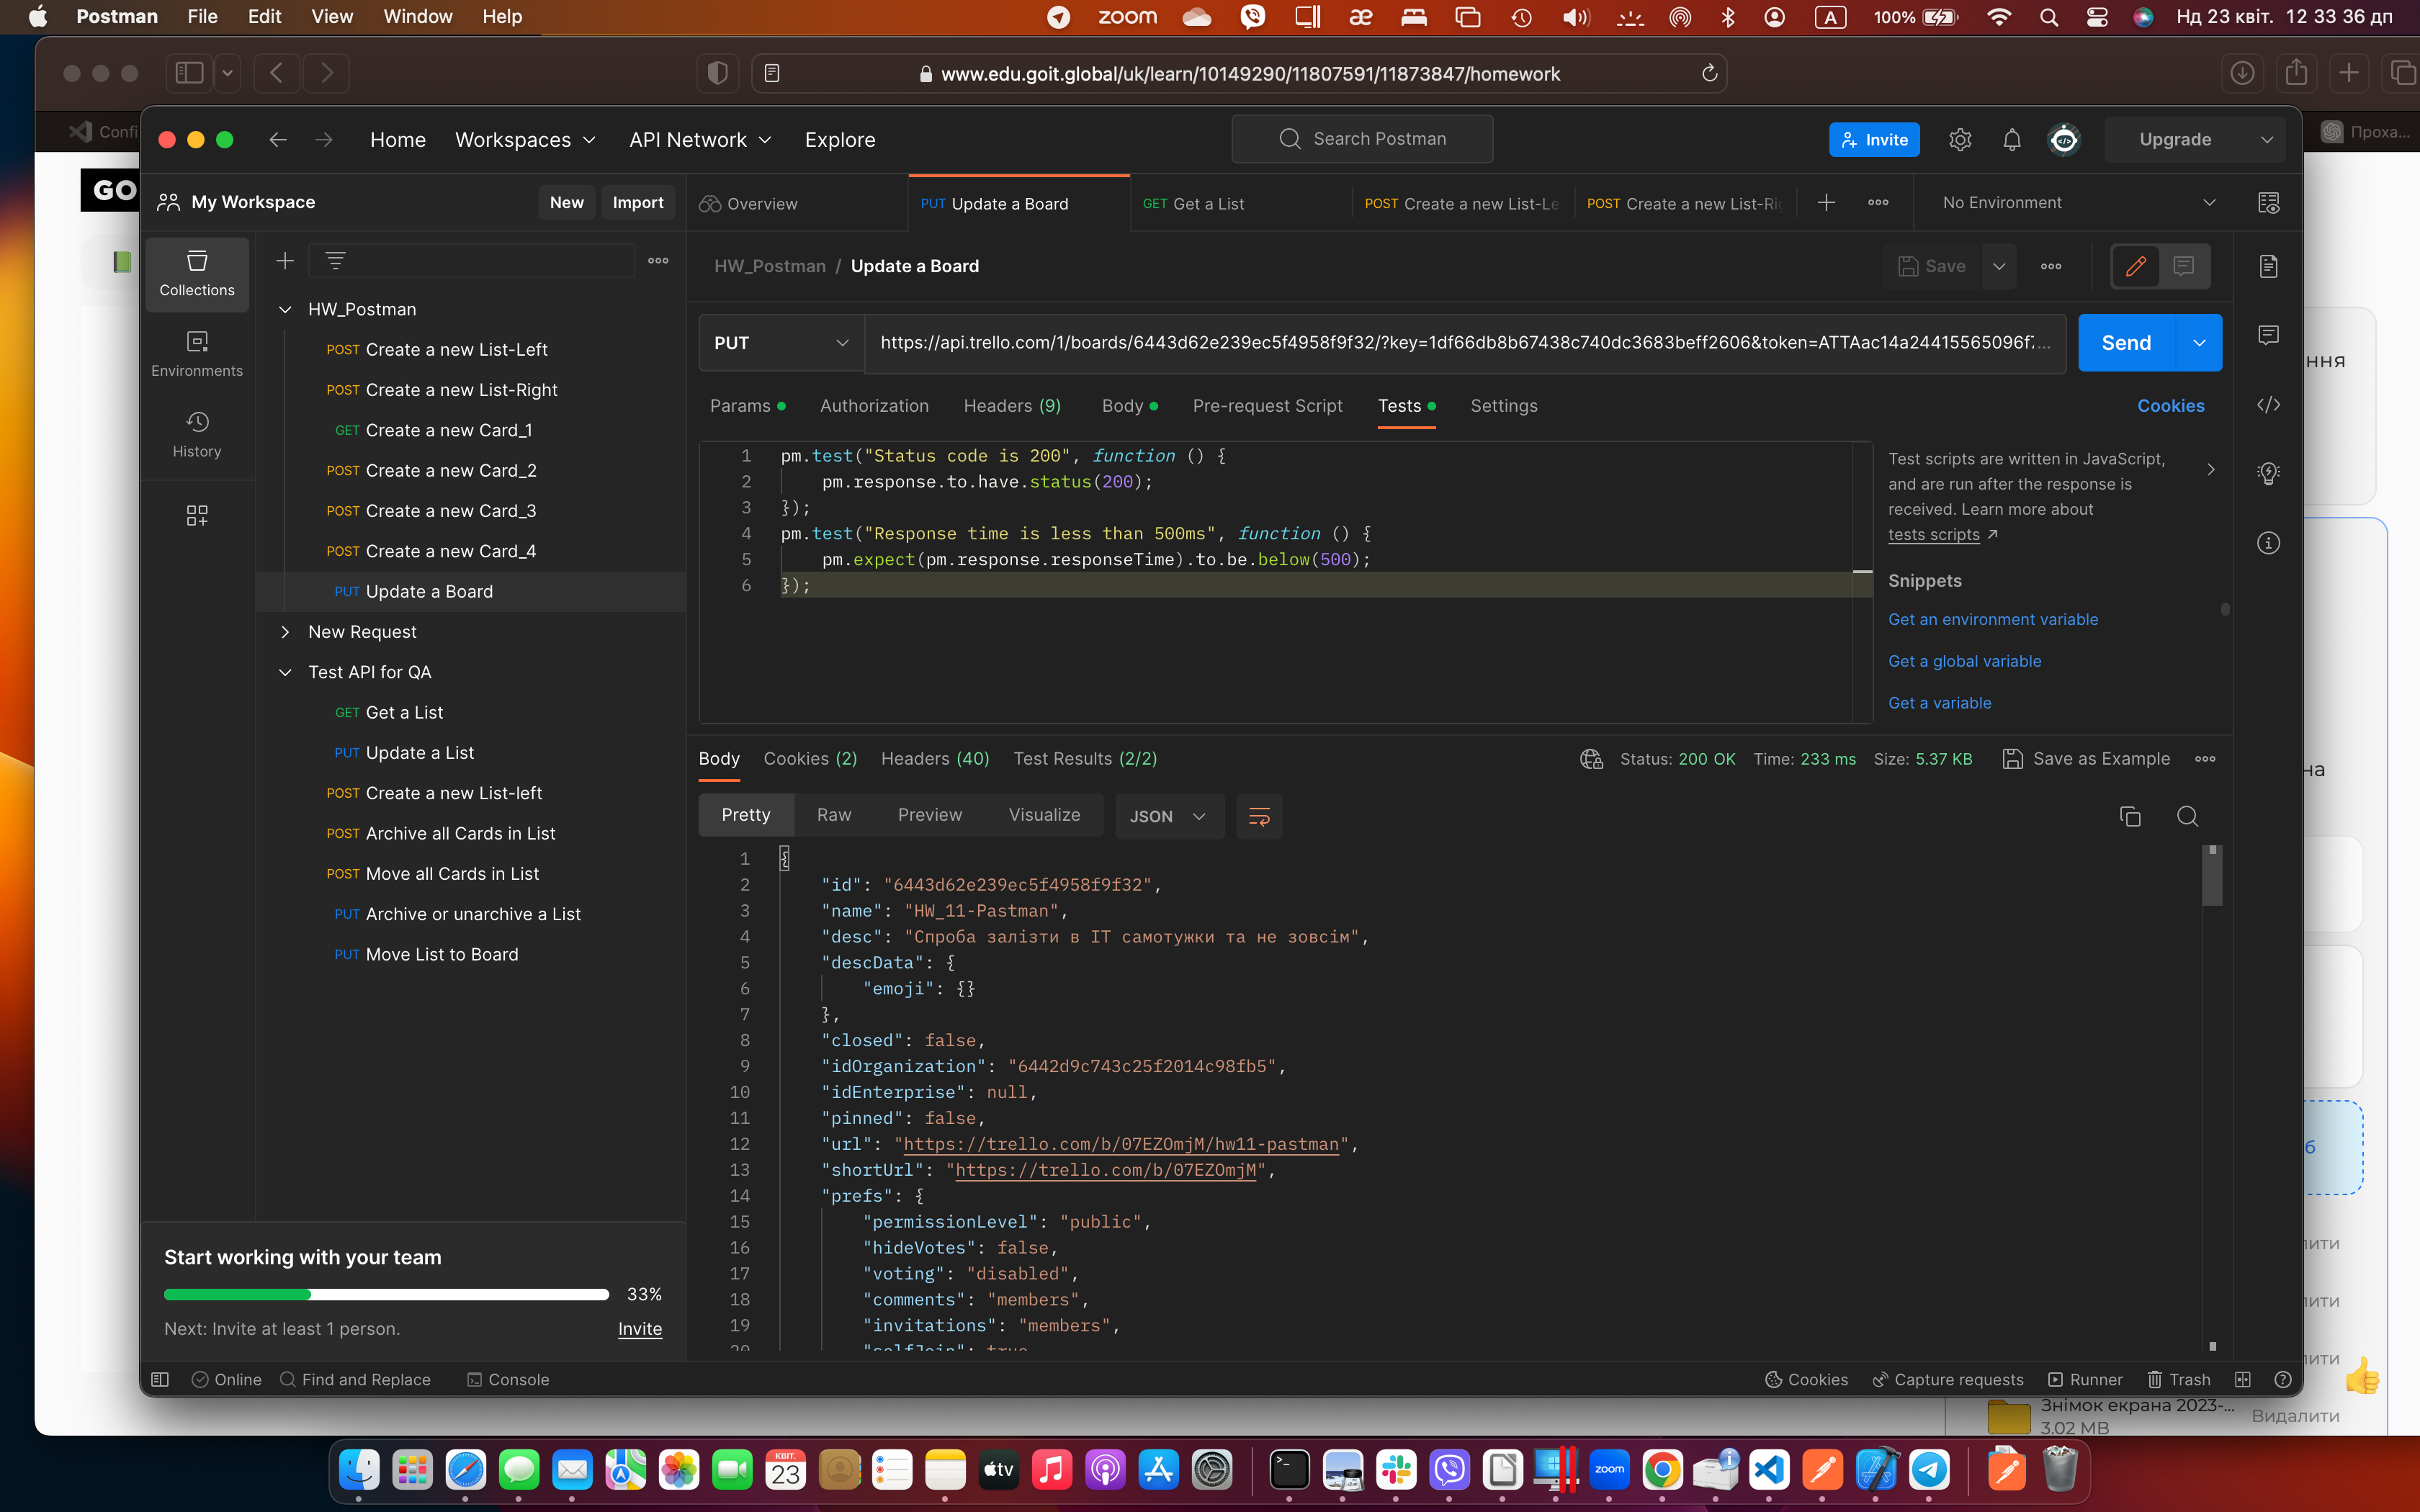 Postman File Edit View Window Help
zoom A 100% Нд 23 квіт. 12 33 36 дп
www.edu.goit.global/uk/learn/10149290/11807591/11873847/homework
Confi
Проха...
GO
Home Workspaces API Network Explore
Search Postman
Invite
Upgrade
My Workspace
New Import
Overview
PUT Update a Board
GET Get a List
POST Create a new List-Le
POST Create a new List-Ri
No Environment
Collections
Environments
History
HW_Postman
POST Create a new List-Left
POST Create a new List-Right
GET Create a new Card_1
POST Create a new Card_2
POST Create a new Card_3
POST Create a new Card_4
PUT Update a Board
New Request
Test API for QA
GET Get a List
PUT Update a List
POST Create a new List-left
POST Archive all Cards in List
POST Move all Cards in List
PUT Archive or unarchive a List
PUT Move List to Board
Start working with your team
33%
Next: Invite at least 1 person.
Invite
HW_Postman / Update a Board
Save
PUT
https://api.trello.com/1/boards/6443d62e239ec5f4958f9f32/?key=1df66db8b67438c740dc3683beff2606&token=ATTAac14a24415565096f7...
Send
Params Authorization Headers (9) Body Pre-request Script Tests Settings
Cookies
1 pm.test("Status code is 200", function () {
2 pm.response.to.have.status(200);
3 });
4 pm.test("Response time is less than 500ms", function () {
5 pm.expect(pm.response.responseTime).to.be.below(500);
6 });
Test scripts are written in JavaScript,
and are run after the response is
received. Learn more about
tests scripts
Snippets
Get an environment variable
Get a global variable
Get a variable
Body Cookies (2) Headers (40) Test Results (2/2)
Status: 200 OK Time: 233 ms Size: 5.37 KB
Save as Example
Pretty Raw Preview Visualize JSON
1 {
2 "id": "6443d62e239ec5f4958f9f32",
3 "name": "HW_11-Pastman",
4 "desc": "Спроба залізти в IT самотужки та не зовсім",
5 "descData": {
6 "emoji": {}
7 },
8 "closed": false,
9 "idOrganization": "6442d9c743c25f2014c98fb5",
10 "idEnterprise": null,
11 "pinned": false,
12 "url": "https://trello.com/b/07EZOmjM/hw11-pastman",
13 "shortUrl": "https://trello.com/b/07EZOmjM",
14 "prefs": {
15 "permissionLevel": "public",
16 "hideVotes": false,
17 "voting": "disabled",
18 "comments": "members",
19 "invitations": "members",
20 "selfJoin": true
Online Find and Replace Console
Cookies Capture requests Runner Trash
ння
на
б
лити
лити
лити
Знімок екрана 2023-...
3.02 MB
Видалити
КВІТ.
23
tv
zoom